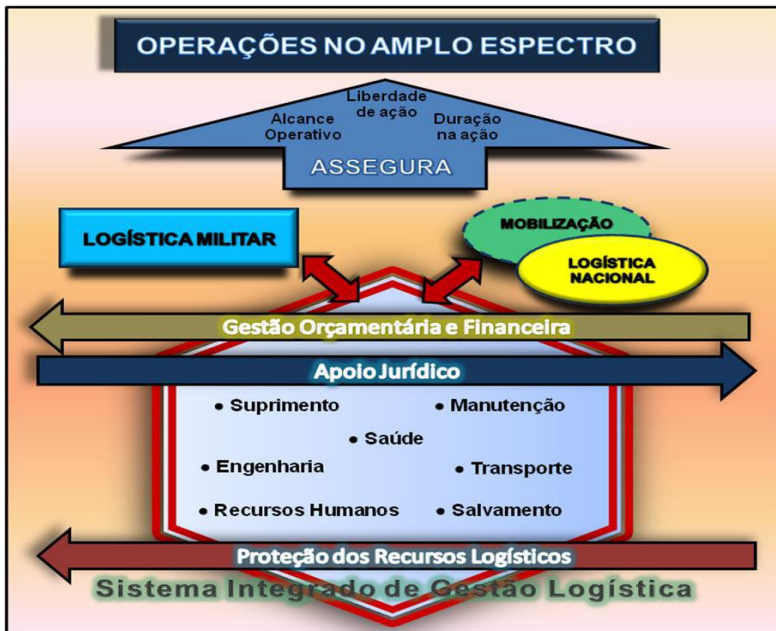 OPERAÇÕES NO AMPLO ESPECTRO
Alcance
Operativo
Liberdade
de ação
Duração
na ação
ASSEGURA
LOGÍSTICA MILITAR
MOBILIZAÇÃO
LOGÍSTICA
NACIONAL
Gestão Orçamentária e Financeira
Apoio Jurídico
• Suprimento
• Manutenção
• Saúde
• Engenharia
• Transporte
• Recursos Humanos
• Salvamento
Proteção dos Recursos Logísticos
Sistema Integrado de Gestão Logística